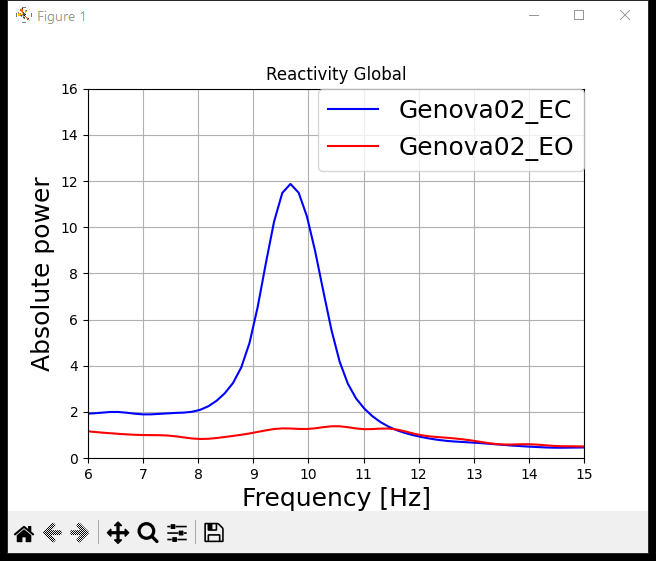 Figure 1
Reactivity Global
Genova02_EC
Genova02_EO
16
14
12
10
8
6
4
2
0
Absolute power
6 7 8 9 10 11 12 13 14 15
Frequency [Hz]